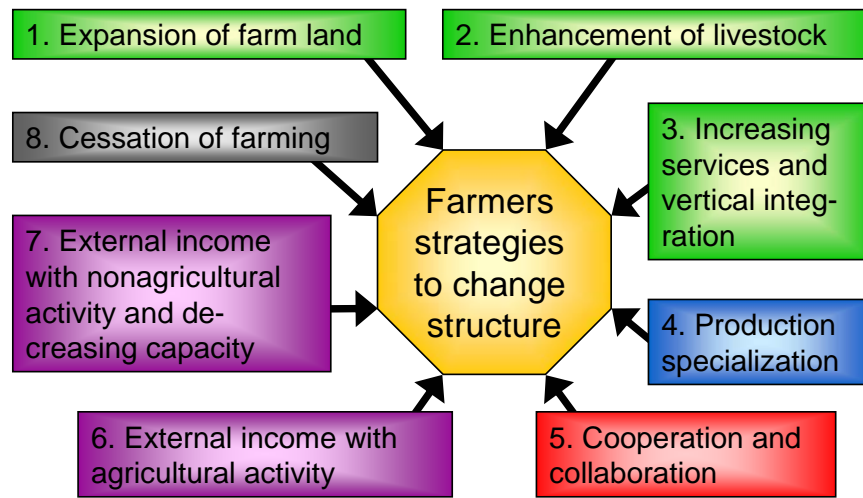 1. Expansion of farm land
2. Enhancement of livestock
8. Cessation of farming
3. Increasing
services and
vertical integ-
ration
Farmers
strategies
to change
structure
7. External income
with nonagricultural
activity and de-
creasing capacity
4. Production
specialization
6. External income with
agricultural activity
5. Cooperation and
collaboration